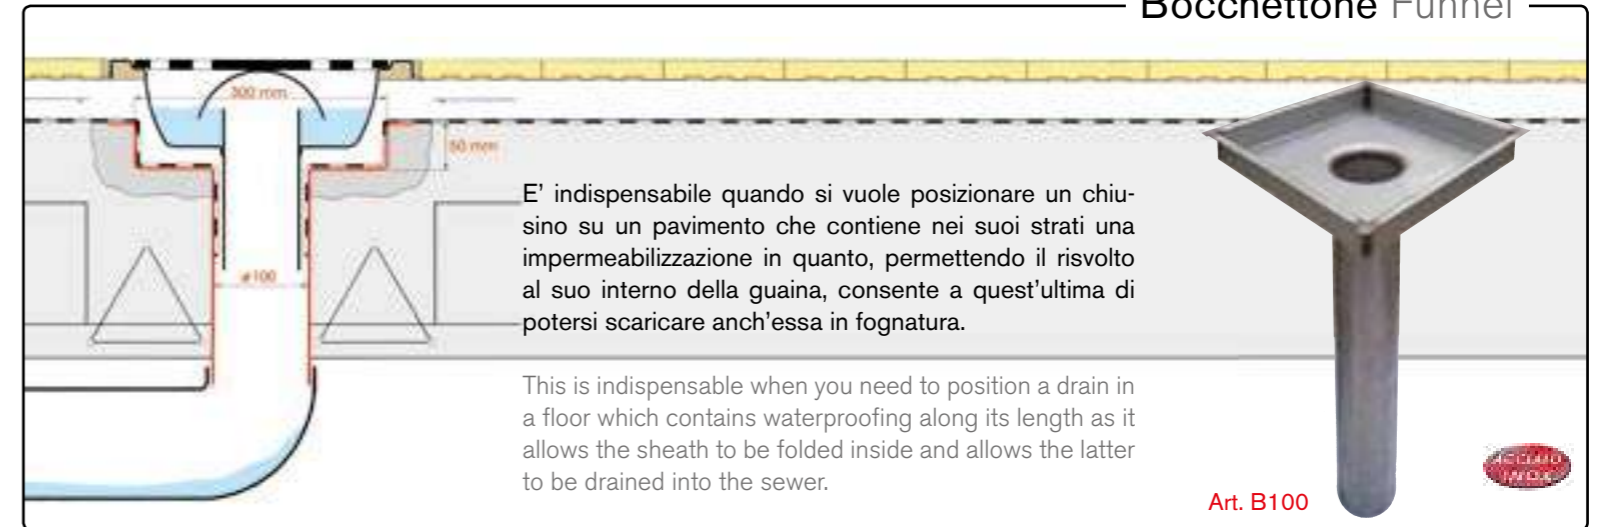 Bocchettone Funnel
300 mm
50 mm
ø100
E' indispensabile quando si vuole posizionare un chiu-
sino su un pavimento che contiene nei suoi strati una
impermeabilizzazione in quanto, permettendo il risvolto
al suo interno della guaina, consente a quest'ultima di
potersi scaricare anch'essa in fognatura.
This is indispensable when you need to position a drain in
a floor which contains waterproofing along its length as it
allows the sheath to be folded inside and allows the latter
to be drained into the sewer.
Art. B100